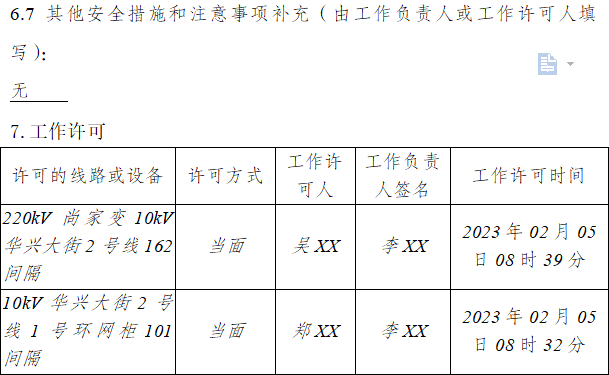 6.7 其他安全措施和注意事项补充（由工作负责人或工作许可人填
写）：
无
7.工作许可
许可的线路或设备 许可方式 工作许可人 工作负责人签名 工作许可时间
220kV 尚家变 10kV
华兴大街 2 号线 162
间隔
当面
吴 XX
李 XX
2023 年 02 月 05
日 08 时 39 分
10kV 华兴大街 2 号
线 1 号环网柜 101
间隔
当面
郑 XX
李 XX
2023 年 02 月 05
日 08 时 32 分